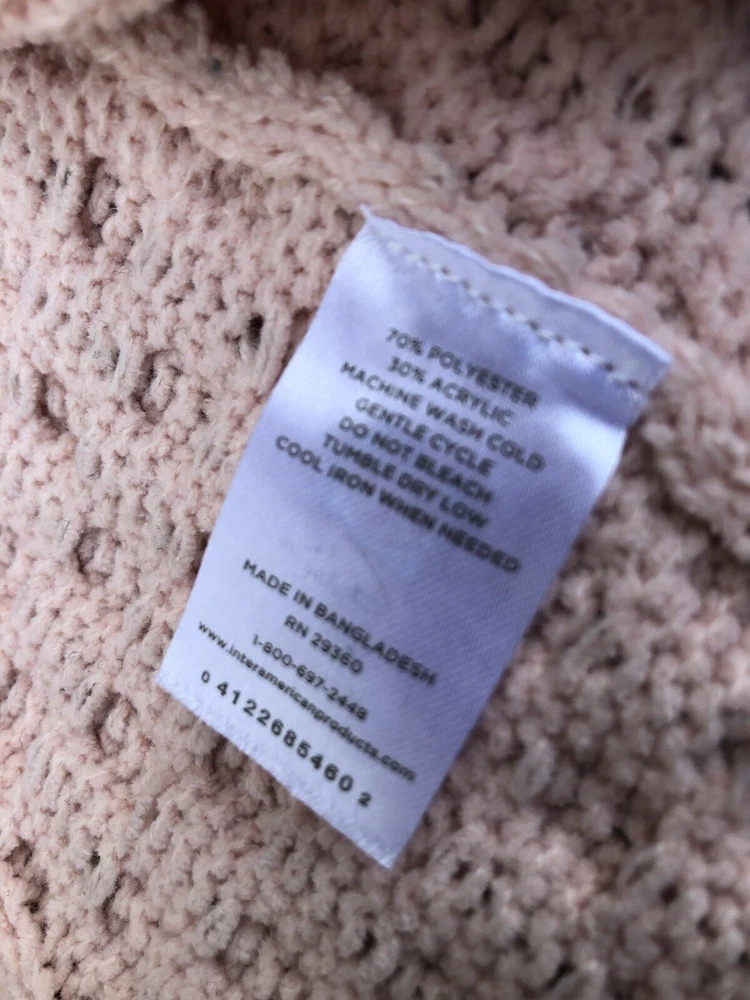 70% POLYESTER
30% ACRYLIC
MACHINE WASH COLD
GENTLE CYCLE
DO NOT BLEACH
TUMBLE DRY LOW
COOL IRON WHEN NEEDED
MADE IN BANGLADESH
RN 29360
1-800-697-2448
www.interamericanproducts.com
0 4122685460 2